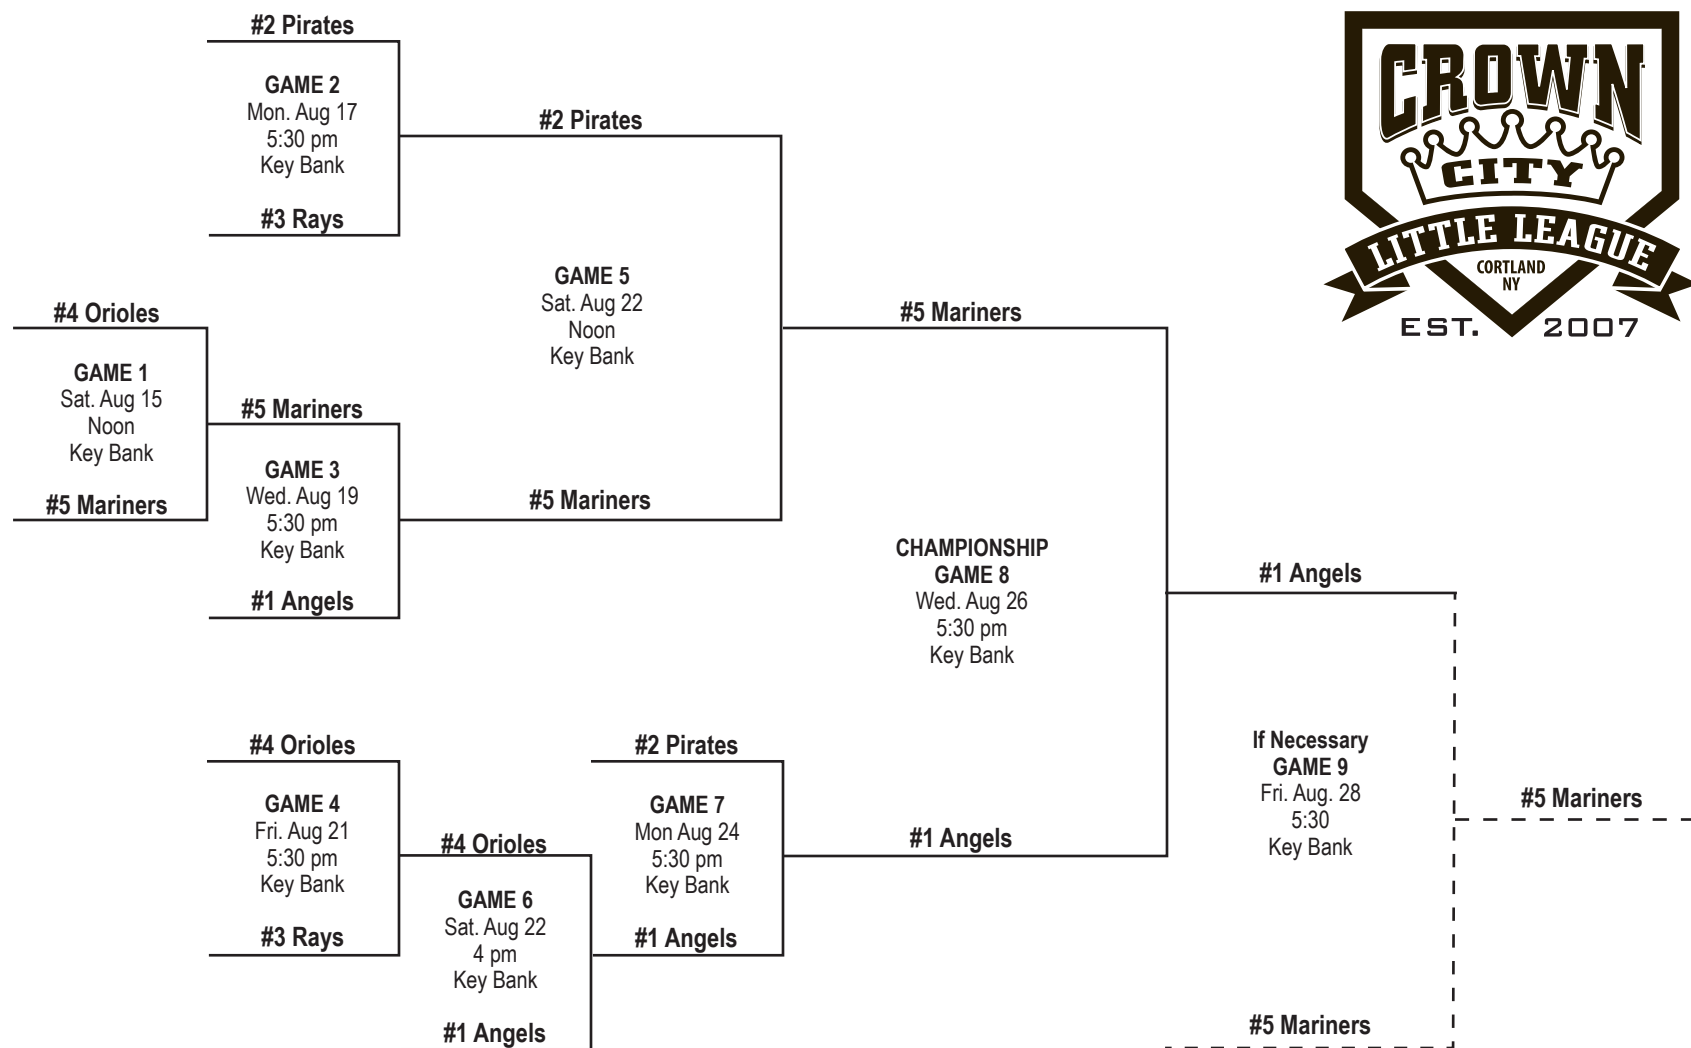 #2 Pirates
GAME 2
Mon. Aug 17
5:30 pm
Key Bank
#3 Rays
#2 Pirates
CROWN
CITY
LITTLE LEAGUE
CORTLAND
NY
EST. 2007
#4 Orioles
GAME 1
Sat. Aug 15
Noon
Key Bank
#5 Mariners
#5 Mariners
GAME 3
Wed. Aug 19
5:30 pm
Key Bank
#1 Angels
GAME 5
Sat. Aug 22
Noon
Key Bank
#5 Mariners
#5 Mariners
CHAMPIONSHIP
GAME 8
Wed. Aug 26
5:30 pm
Key Bank
#1 Angels
#4 Orioles
GAME 4
Fri. Aug 21
5:30 pm
Key Bank
#3 Rays
#4 Orioles
GAME 6
Sat. Aug 22
4 pm
Key Bank
#1 Angels
#2 Pirates
GAME 7
Mon Aug 24
5:30 pm
Key Bank
#1 Angels
#1 Angels
If Necessary
GAME 9
Fri. Aug. 28
5:30
Key Bank
#5 Mariners
#5 Mariners